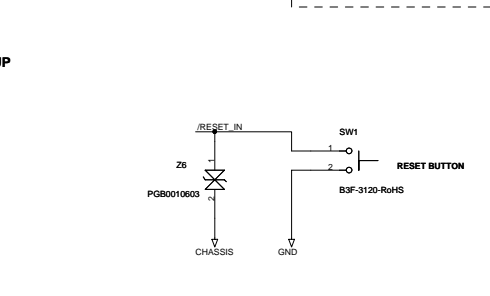 UP
/RESET_IN
SW1
1
Z6
1
2
RESET BUTTON
PGB0010603
2
B3F-3120-RoHS
CHASSIS
GND